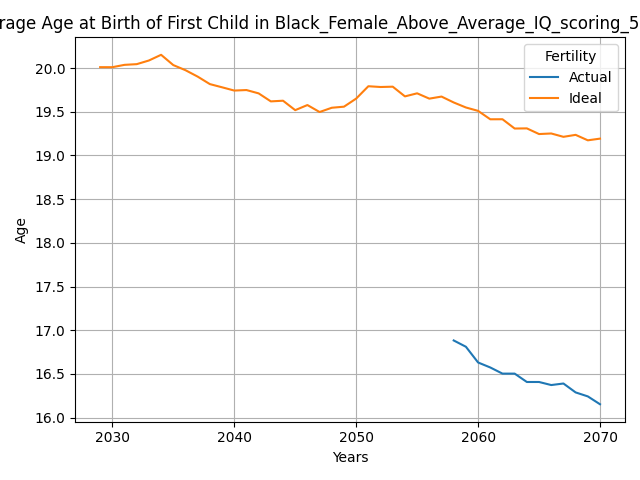 rage Age at Birth of First Child in Black_Female_Above_Average_IQ_scoring_5
Fertility
Actual
Ideal
20.0
19.5
19.0
18.5
18.0
17.5
17.0
16.5
16.0
Age
2030 2040 2050 2060 2070
Years